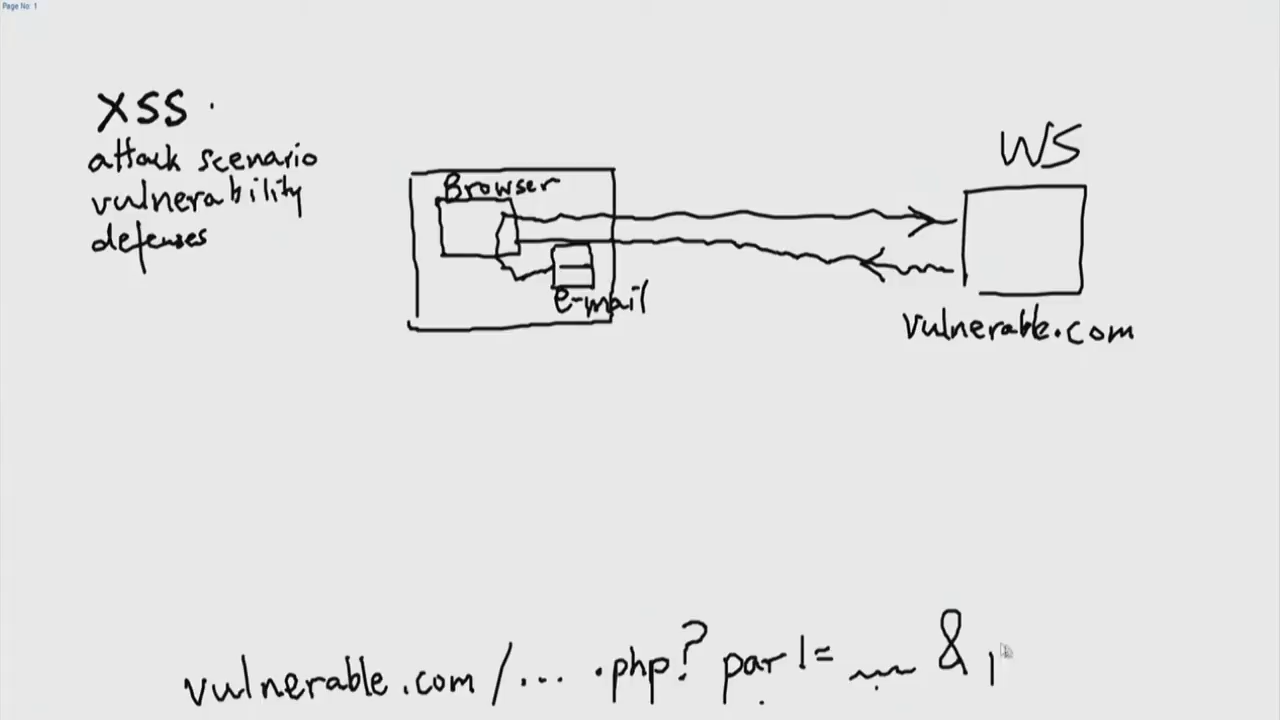 Page No: 1
XSS
attack scenario
vulnerability
defenses
Browser
e-mail
WS
vulnerable.com
vulnerable.com/... .php? par1= &